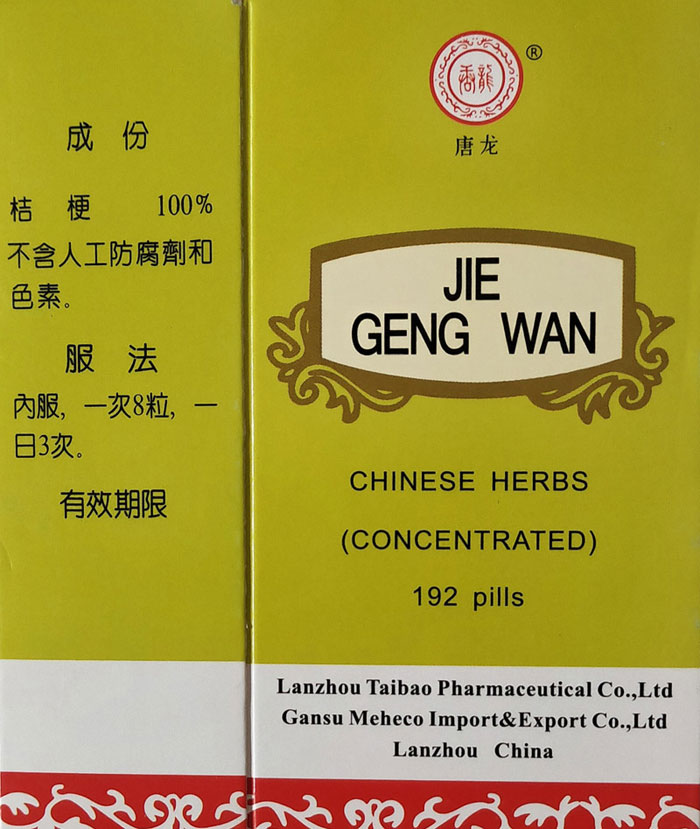 成 份
桔 梗 100%
不含人工防腐劑和
色素。
服 法
內服, 一次8粒, 一
日3次。
有效期限
®
唐龙
JIE
GENG WAN
CHINESE HERBS
(CONCENTRATED)
192 pills
Lanzhou Taibao Pharmaceutical Co.,Ltd
Gansu Meheco Import&Export Co.,Ltd
Lanzhou China